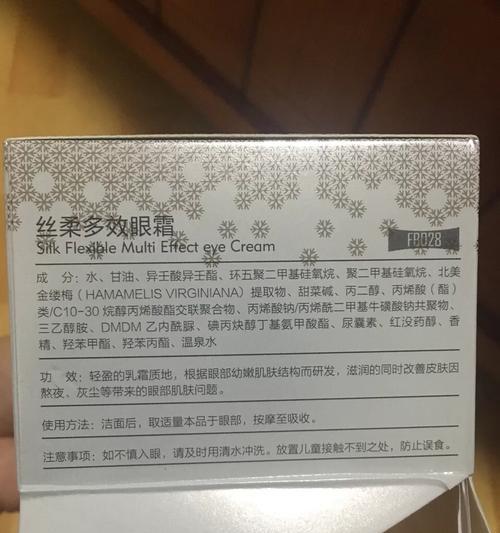 丝柔多效眼霜
Silk Flexible Multi Effect eye Cream
FB028
成　分：水、甘油、异壬酸异壬酯、环五聚二甲基硅氧烷、聚二甲基硅氧烷、北美
金缕梅（HAMAMELIS VIRGINIANA）提取物、甜菜碱、丙二醇、丙烯酸（酯）
类/C10-30 烷醇丙烯酸酯交联聚合物、丙烯酸钠/丙烯酰二甲基牛磺酸钠共聚物、
三乙醇胺、DMDM 乙内酰脲、碘丙炔醇丁基氨甲酸酯、尿囊素、红没药醇、香
精、羟苯甲酯、羟苯丙酯、温泉水
功　效：轻盈的乳霜质地，根据眼部幼嫩肌肤结构而研发，滋润的同时改善皮肤因
熬夜、灰尘等带来的眼部肌肤问题。
使用方法：洁面后，取适量本品于眼部，按摩至吸收。
注意事项：如不慎入眼，请及时用清水冲洗。放置儿童接触不到之处，防止误食。